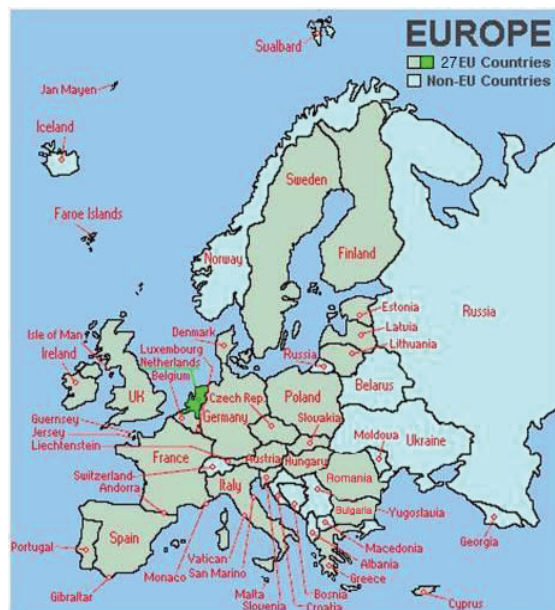 EUROPE
27EU Countries
Non-EU Countries
Sualbard
Jan Mayen
Iceland
Faroe Islands
Sweden
Finland
Norway
Russia
Estonia
Latvia
Lithuania
Denmark
Russia
Isle of Man
Ireland
UK
Luxembourg
Netherlands
Belgium
Poland
Belarus
Czech Rep.
Germany
Slovakia
Guernsey
Jersey
Liechtenstein
France
Moldova
Ukraine
Austria
Hungary
Switzerland
Andorra
Italy
Romania
Bulgaria
Yugoslavia
Spain
Portugal
Gibraltar
Monaco
Vatican
San Marino
Malta
Slovenia
Croatia
Bosnia
Macedonia
Albania
Greece
Georgia
Cyprus